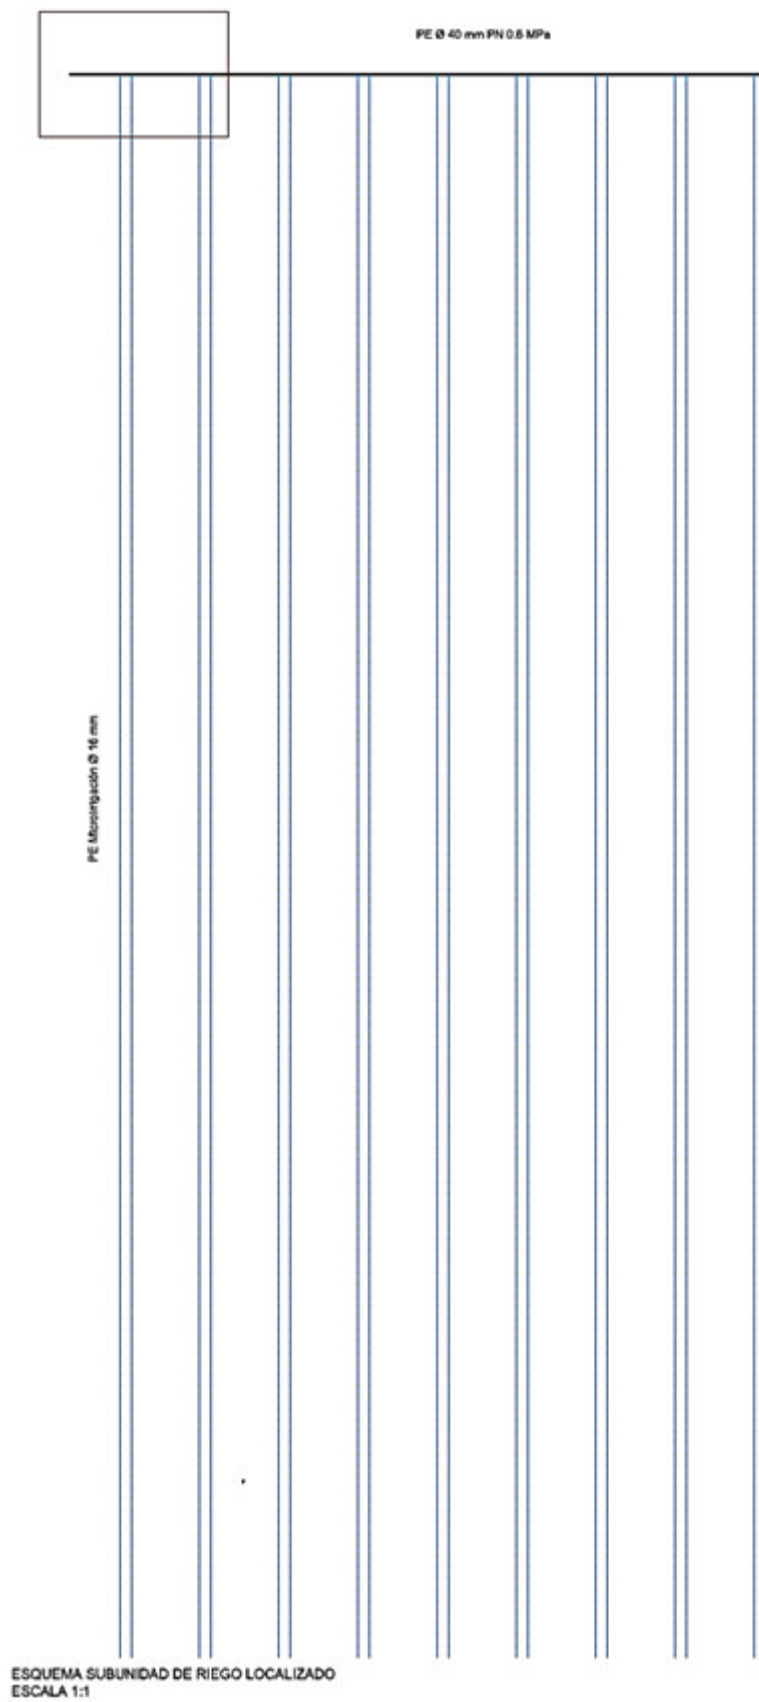 PE Ø 40 mm PN 0.6 MPa
PE Microirrigación Ø 16 mm
ESQUEMA SUBUNIDAD DE RIEGO LOCALIZADO
ESCALA 1:1